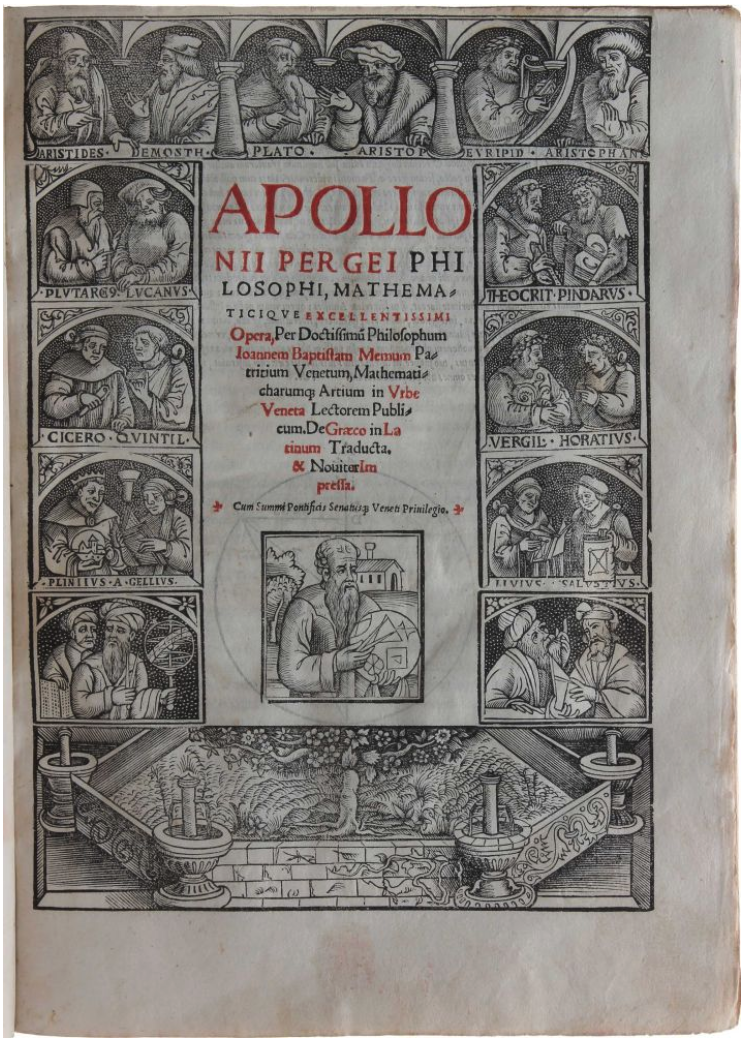 ARISTIDES · DEMOSTH · PLATO · ARISTOP EVRIPID · ARISTOPHAN
APOLLO
NII PERGEI PHI
LOSOPHI, MATHEMA⸗
TICIQVE EXCELLENTISSIMI
Opera, Per Doctissimū Philosophum
Ioannem Baptistam Memum Pa⸗
tritium Venetum, Mathemati⸗
charumq; Artium in Vrbe
Veneta Lectorem Publi⸗
cum. De Græco in La
tinum Traducta.
& Nouiter Im
pressa.
Cum Summi Pontificis Senatusq; Veneti Priuilegio.
· PLVTARC9 · LVCANVS ·
THEOCRIT · PINDARVS ·
· CICERO · QVINTIL ·
VERGIL · HORATIVS ·
· PLINIVS · A · GELLIVS ·
LIVIVS · SALVSTIVS